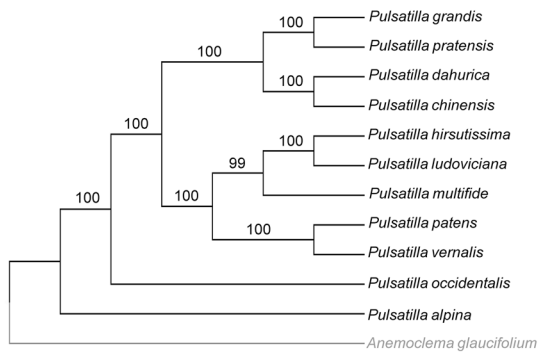 100 Pulsatilla grandis
Pulsatilla pratensis
100
100 Pulsatilla dahurica
Pulsatilla chinensis
100
100 Pulsatilla hirsutissima
99 Pulsatilla ludoviciana
Pulsatilla multifide
100
100 Pulsatilla patens
100 Pulsatilla vernalis
Pulsatilla occidentalis
Pulsatilla alpina
Anemoclema glaucifolium